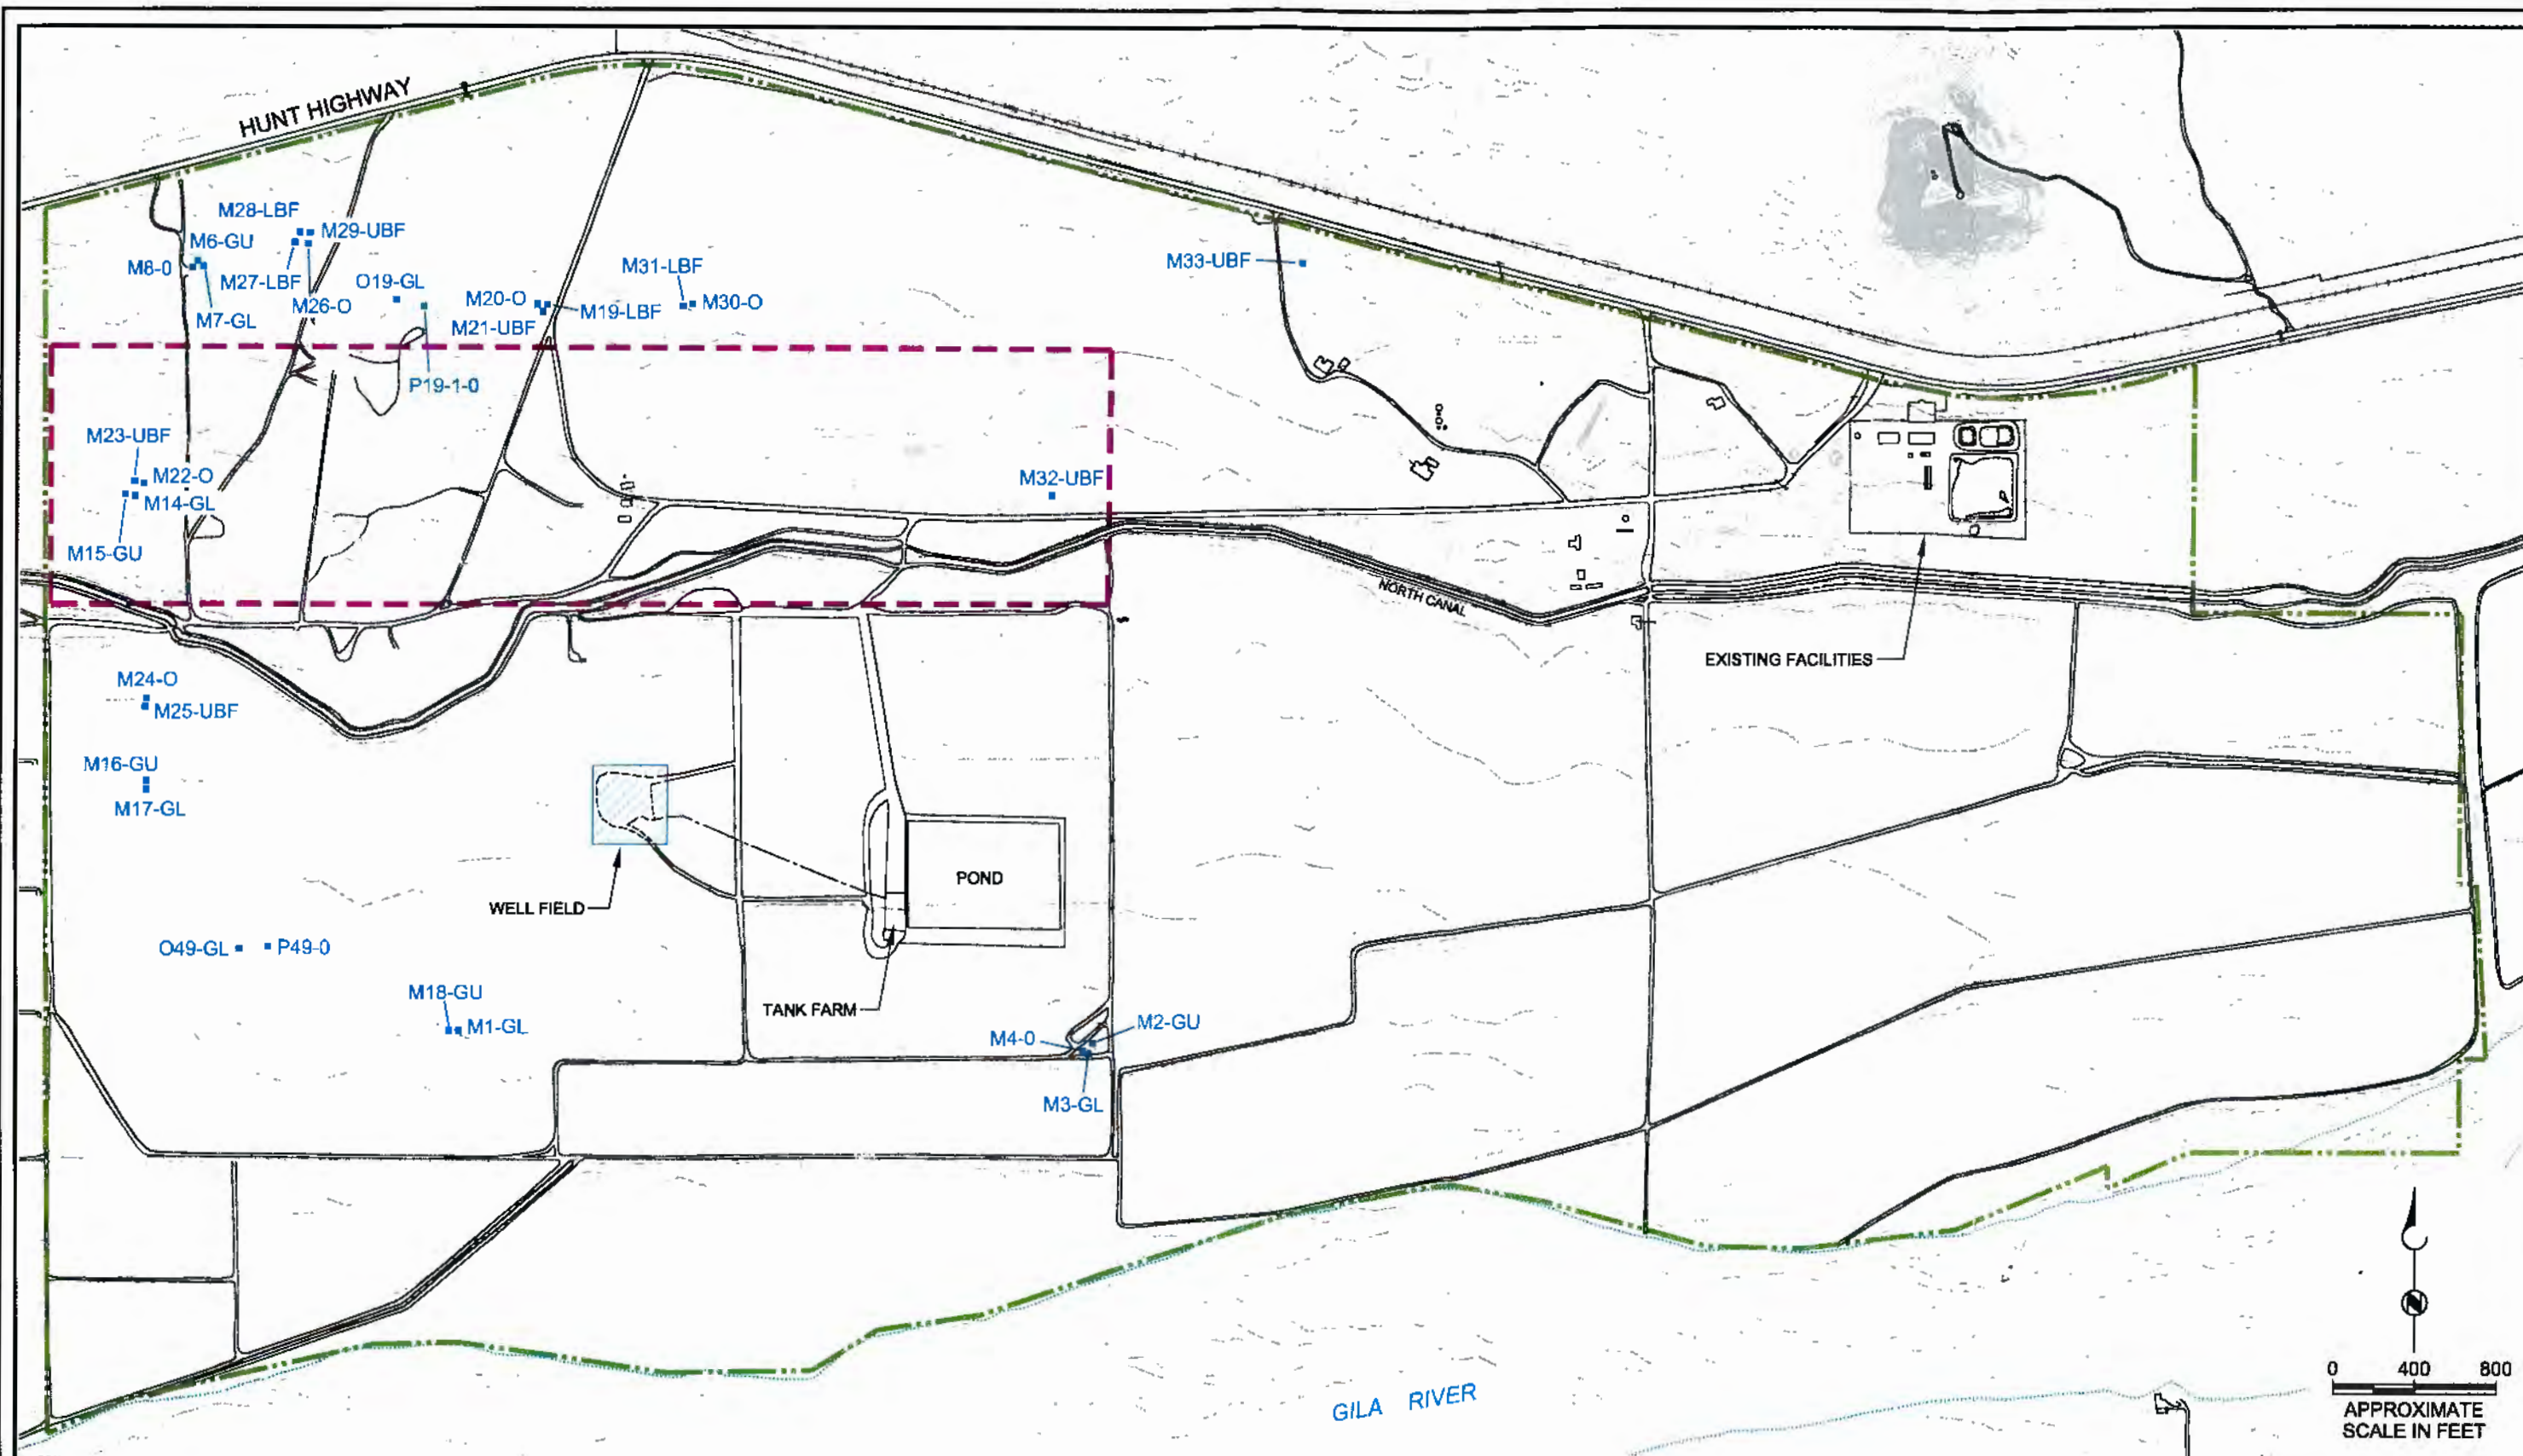 HUNT HIGHWAY
M28-LBF
M29-UBF
M6-GU
M8-0
M27-LBF
M26-O
M7-GL
O19-GL
P19-1-0
M20-O
M21-UBF
M19-LBF
M31-LBF
M30-O
M33-UBF
M23-UBF
M22-O
M14-GL
M15-GU
M32-UBF
NORTH CANAL
EXISTING FACILITIES
M24-O
M25-UBF
M16-GU
M17-GL
WELL FIELD
POND
O49-GL
P49-0
TANK FARM
M18-GU
M1-GL
M4-0
M2-GU
M3-GL
GILA RIVER
N
0 400 800
APPROXIMATE
SCALE IN FEET